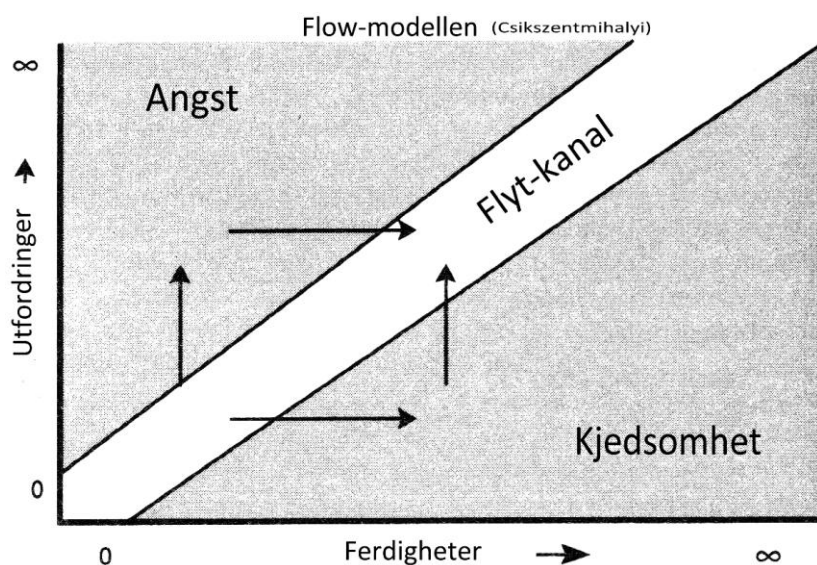 Flow-modellen (Csikszentmihalyi)
∞
Angst
Flyt-kanal
Utfordringer
Kjedsomhet
0
0
Ferdigheter
∞